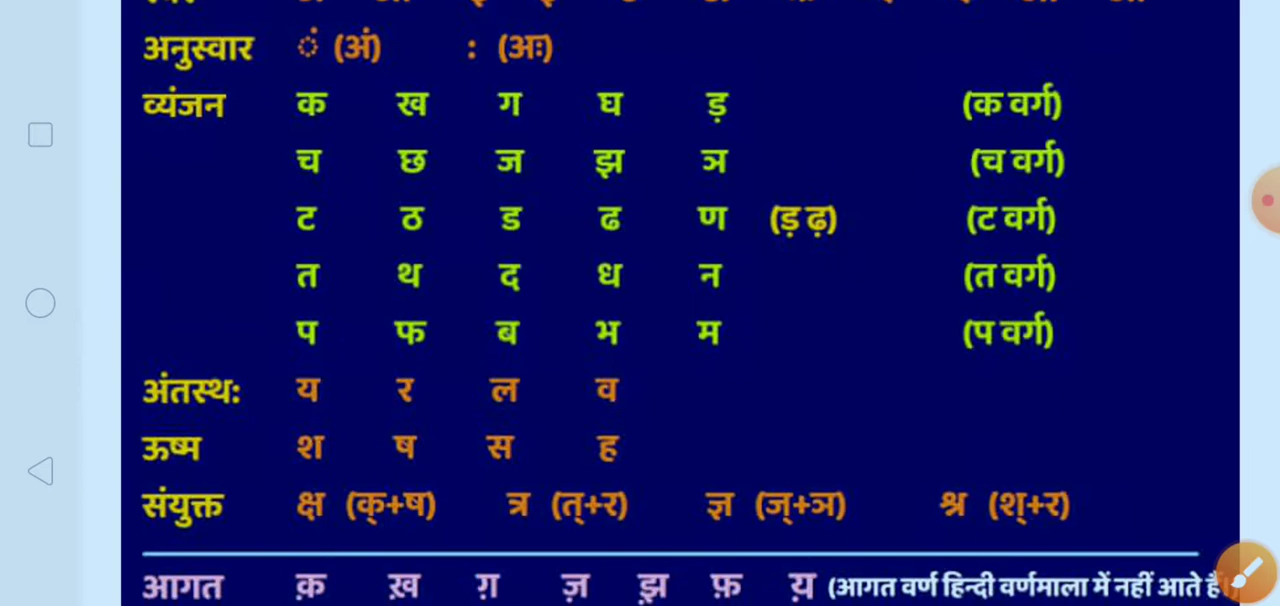 अनुस्वार ं (अं) : (अः)
व्यंजन क ख ग घ ड़ (क वर्ग)
च छ ज झ ञ (च वर्ग)
ट ठ ड ढ ण (ड़ ढ़) (ट वर्ग)
त थ द ध न (त वर्ग)
प फ ब भ म (प वर्ग)
अंतस्थ: य र ल व
ऊष्म श ष स ह
संयुक्त क्ष (क्+ष) त्र (त्+र) ज्ञ (ज्+ञ) श्र (श्+र)
आगत क़ ख़ ग़ ज़ झ़ फ़ य़ (आगत वर्ण हिन्दी वर्णमाला में नहीं आते हैं।)